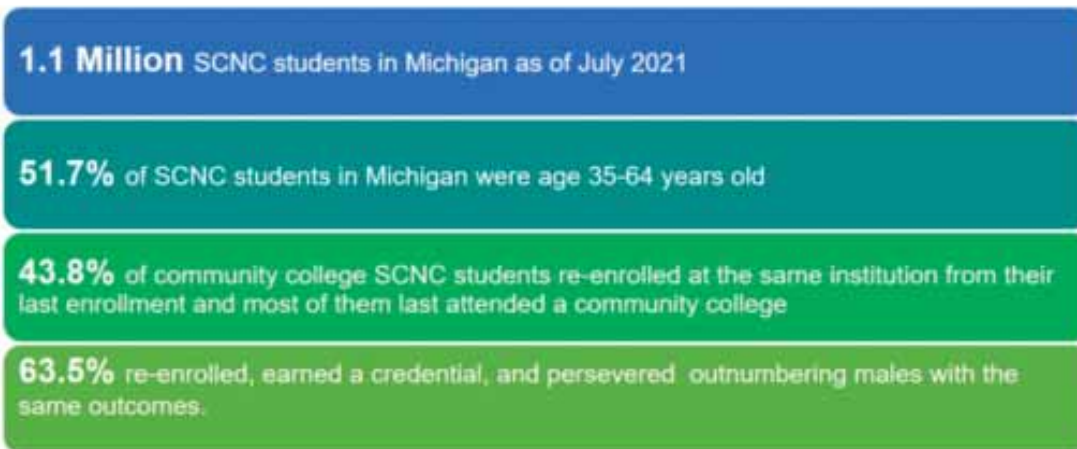 1.1 Million SCNC students in Michigan as of July 2021
51.7% of SCNC students in Michigan were age 35-64 years old
43.8% of community college SCNC students re-enrolled at the same institution from their
last enrollment and most of them last attended a community college
63.5% re-enrolled, earned a credential, and persevered outnumbering males with the
same outcomes.